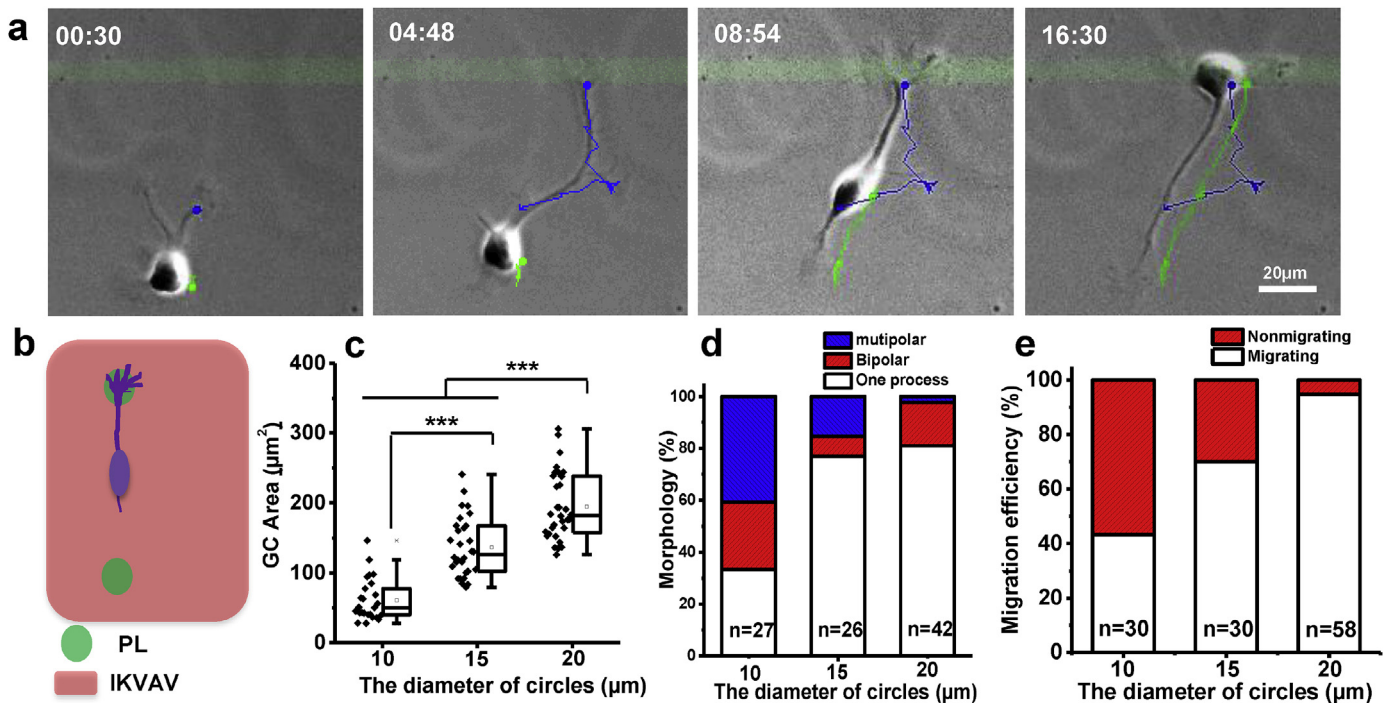 a
00:30
04:48
08:54
16:30
20μm
b
PL
IKVAV
c
GC Area (μm²)
400
300
200
100
0
***
***
10
15
20
The diameter of circles (μm)
d
mutipolar
Bipolar
One process
Morphology (%)
100
80
60
40
20
0
n=27
n=26
n=42
10
15
20
The diameter of circles (μm)
e
Nonmigrating
Migrating
Migration efficiency (%)
100
80
60
40
20
0
n=30
n=30
n=58
10
15
20
The diameter of circles (μm)